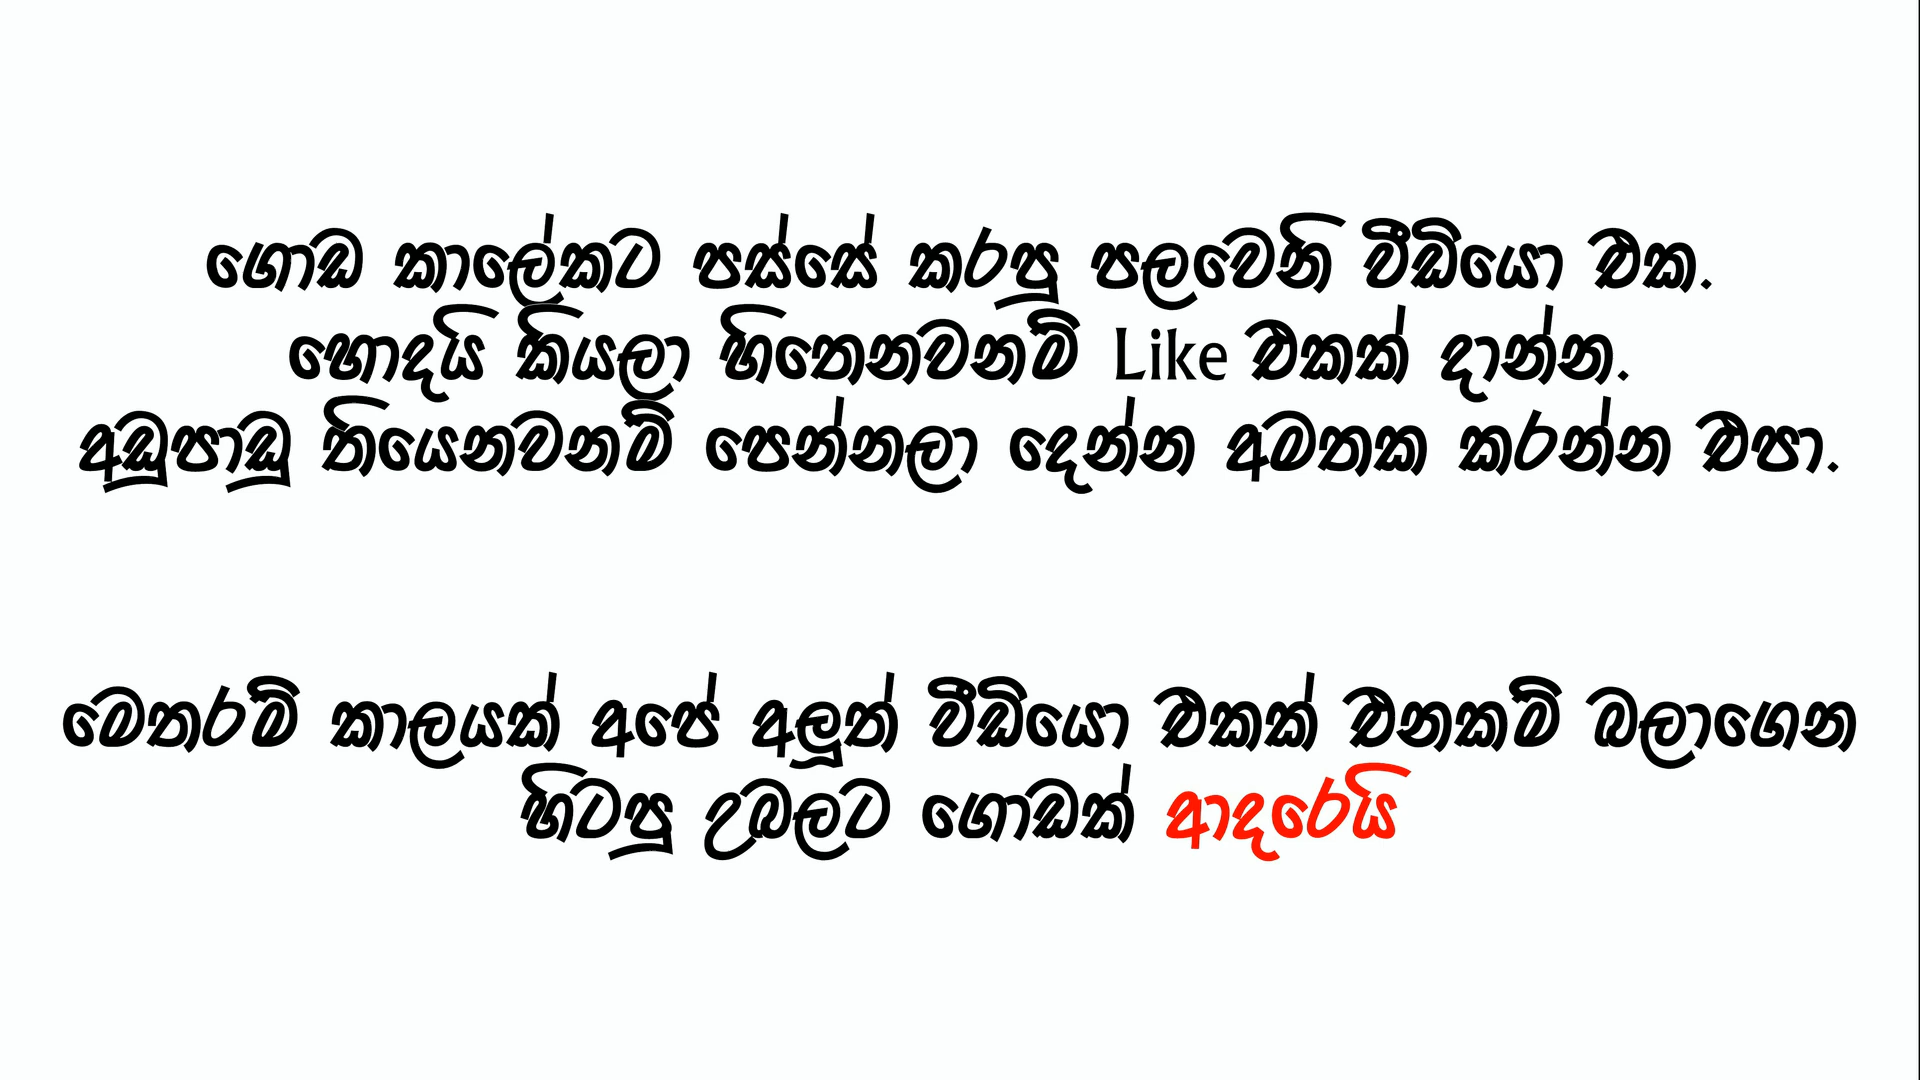 ගොඩ කාලේකට පස්සේ කරපු පලවෙනි වීඩියෝ එක.
හොදයි කියලා හිතෙනවනම් Like එකක් දාන්න.
අඩුපාඩු තියෙනවනම් පෙන්නලා දෙන්න අමතක කරන්න එපා.
මෙතරම් කාලයක් අපේ අලුත් වීඩියෝ එකක් එනකම් බලාගෙන
හිටපු උබලට ගොඩක් ආදරෙයි